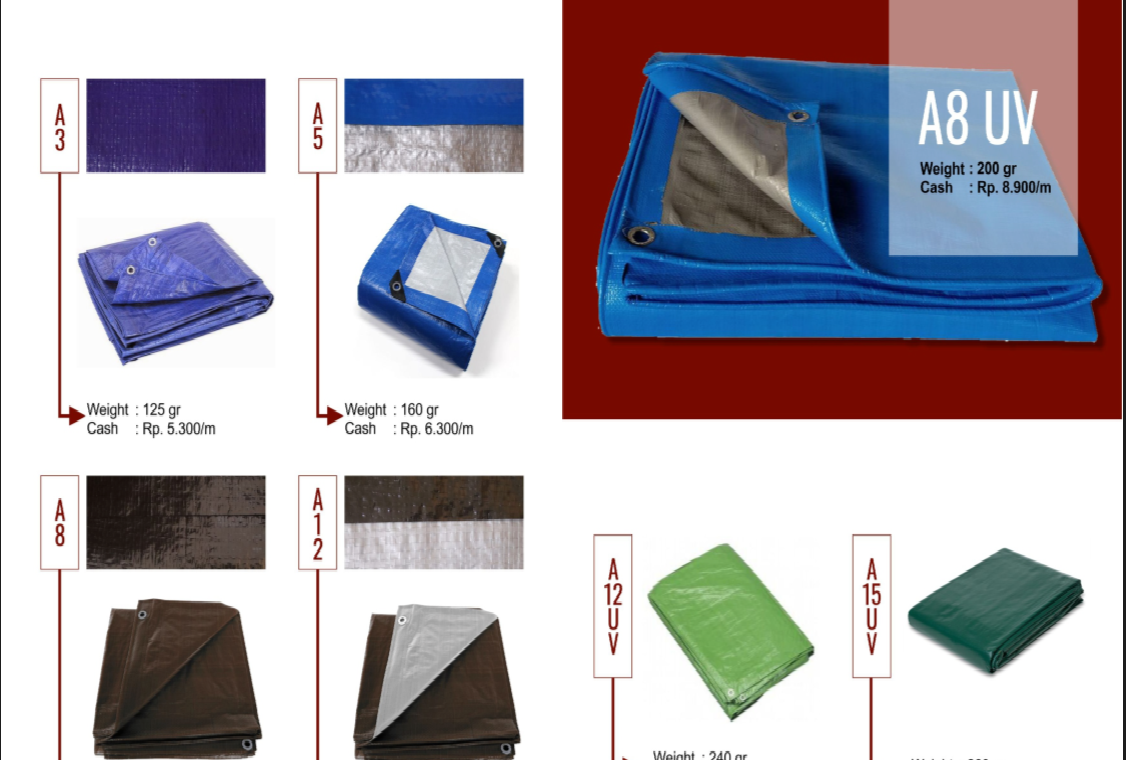 A
3
Weight : 125 gr
Cash : Rp. 5.300/m
A
5
Weight : 160 gr
Cash : Rp. 6.300/m
A8 UV
Weight : 200 gr
Cash : Rp. 8.900/m
A
8
A
1
2
A
12
U
V
Weight : 240 gr
A
15
U
V